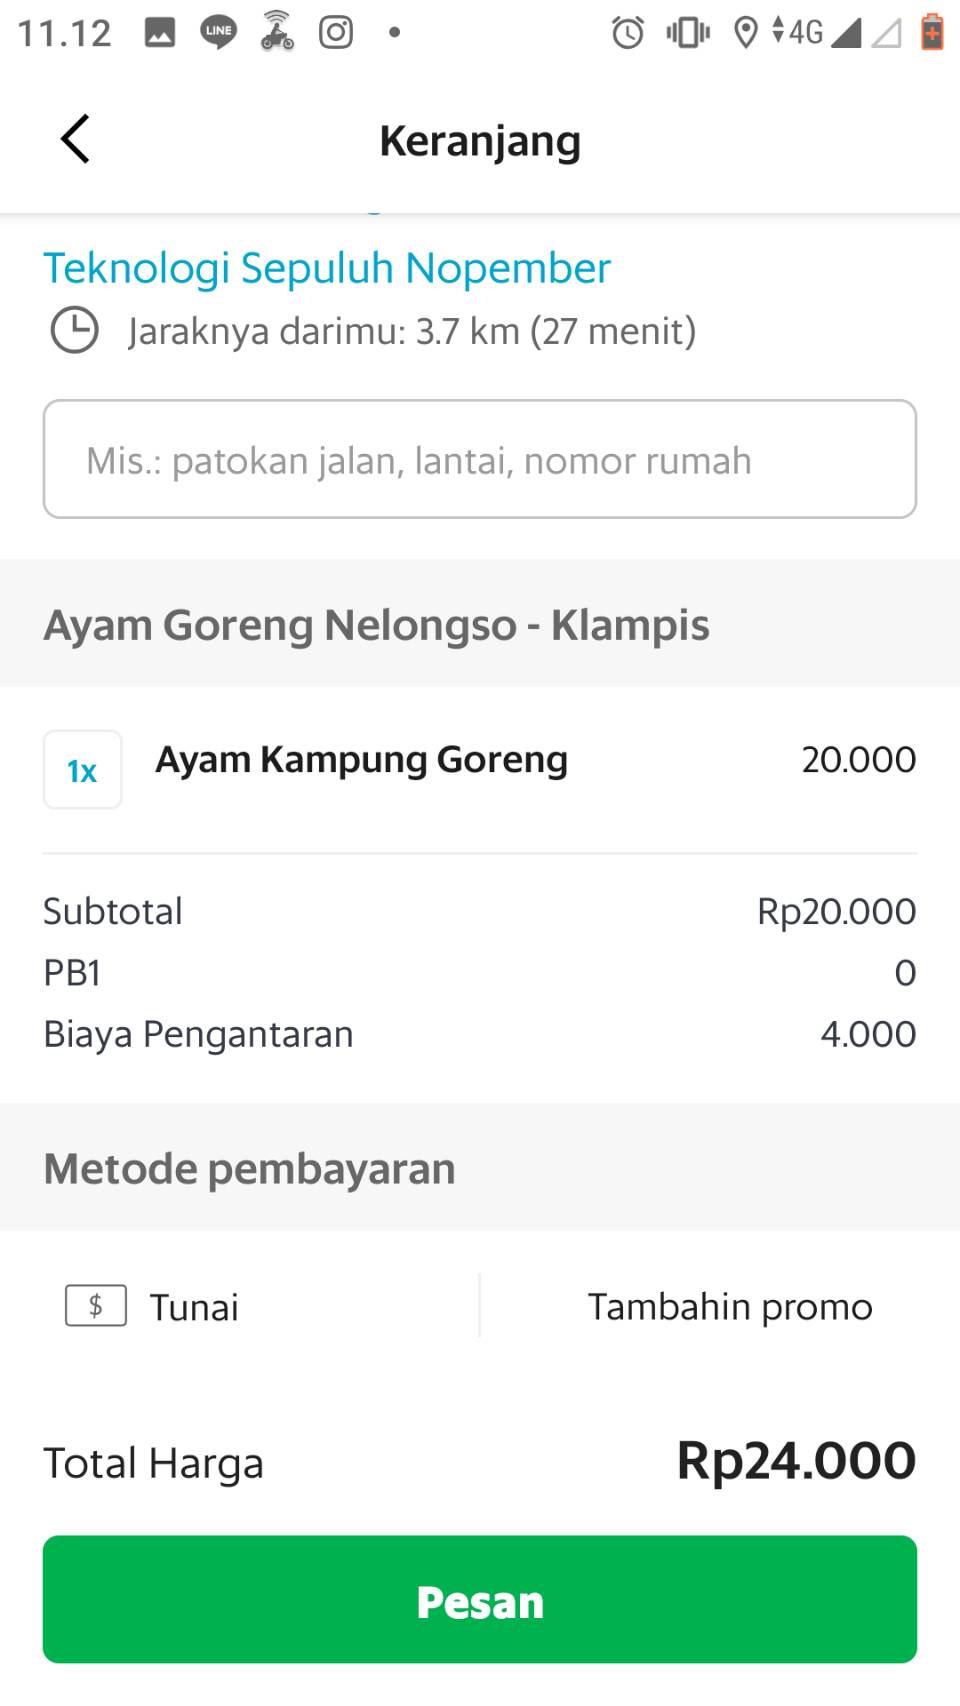 11.12
LINE
4G
Keranjang
Teknologi Sepuluh Nopember
Jaraknya darimu: 3.7 km (27 menit)
Mis.: patokan jalan, lantai, nomor rumah
Ayam Goreng Nelongso - Klampis
1x Ayam Kampung Goreng 20.000
Subtotal Rp20.000
PB1 0
Biaya Pengantaran 4.000
Metode pembayaran
$ Tunai Tambahin promo
Total Harga Rp24.000
Pesan